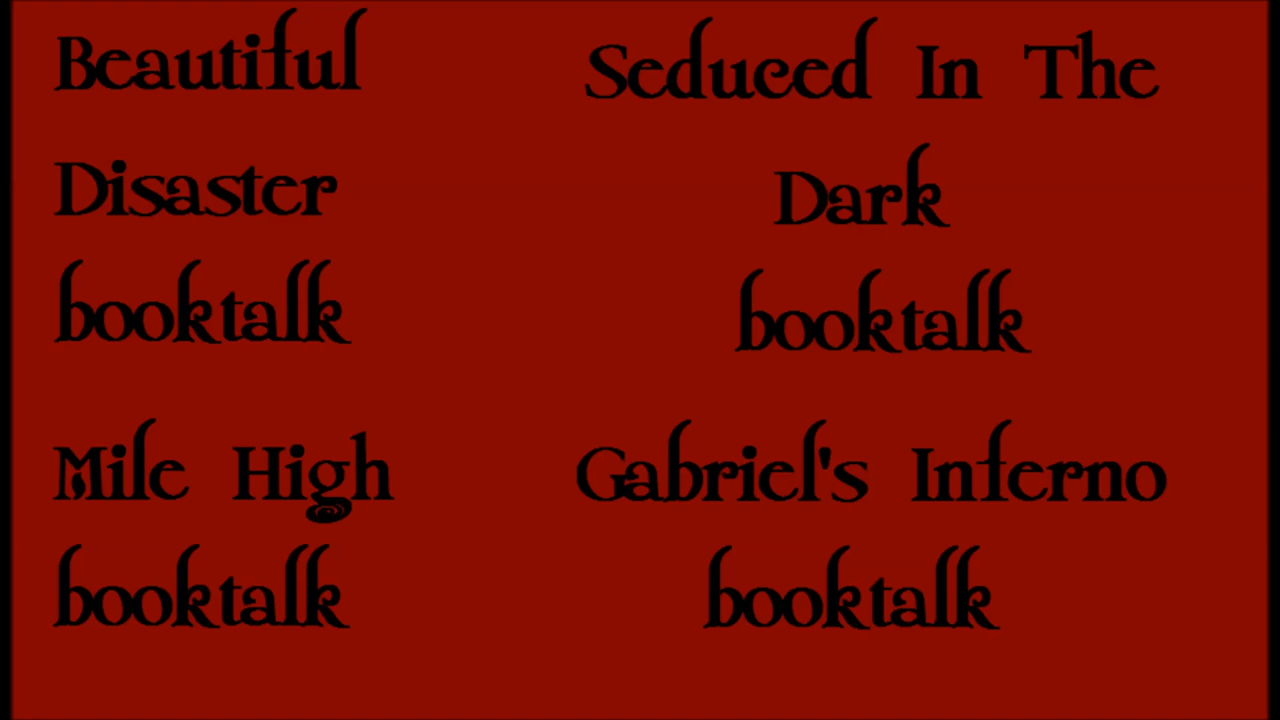 Beautiful
Disaster
booktalk
Seduced In The
Dark
booktalk
Mile High
booktalk
Gabriel's Inferno
booktalk